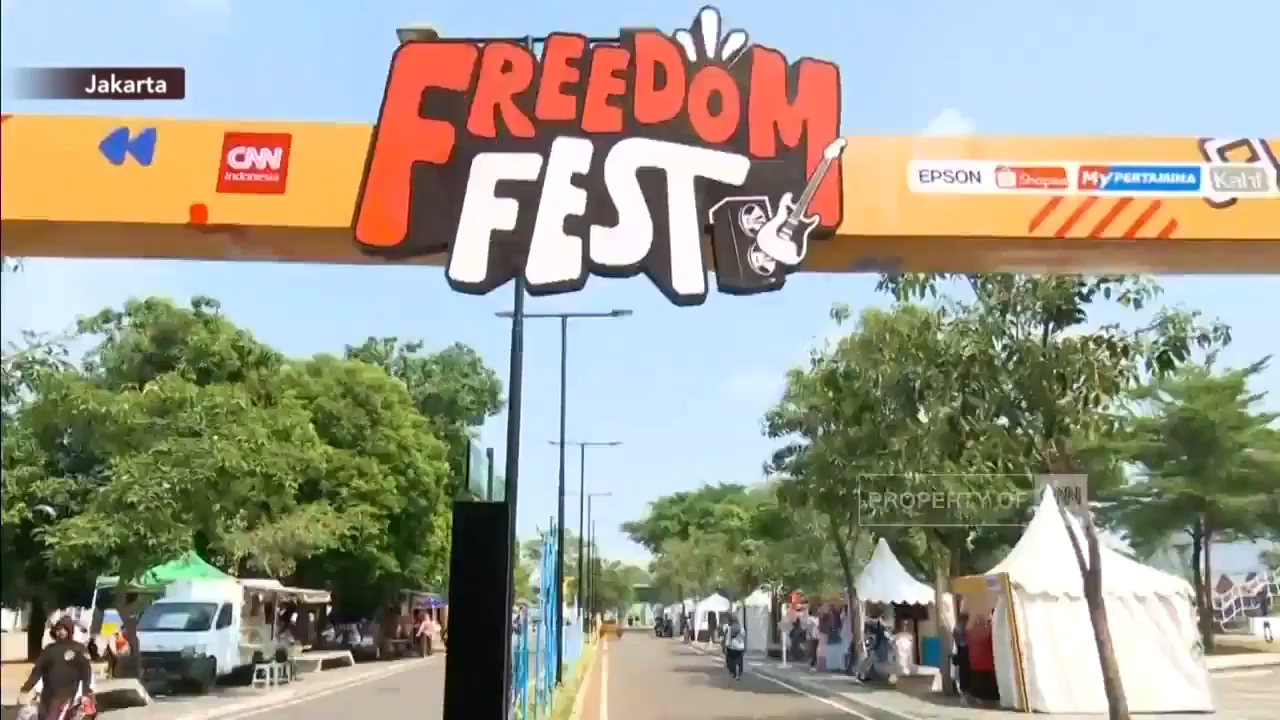 Jakarta
FREEDOM
FEST
CNN
Indonesia
EPSON
Shopee
MyPERTAMINA
Kahf
PROPERTY OF CNN